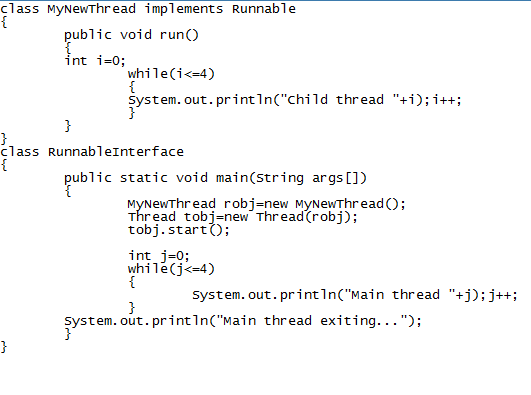 class MyNewThread implements Runnable
{
public void run()
{
int i=0;
while(i<=4)
{
System.out.println("Child thread "+i);i++;
}
}
}
class RunnableInterface
{
public static void main(String args[])
{
MyNewThread robj=new MyNewThread();
Thread tobj=new Thread(robj);
tobj.start();
int j=0;
while(j<=4)
{
System.out.println("Main thread "+j);j++;
}
System.out.println("Main thread exiting...");
}
}